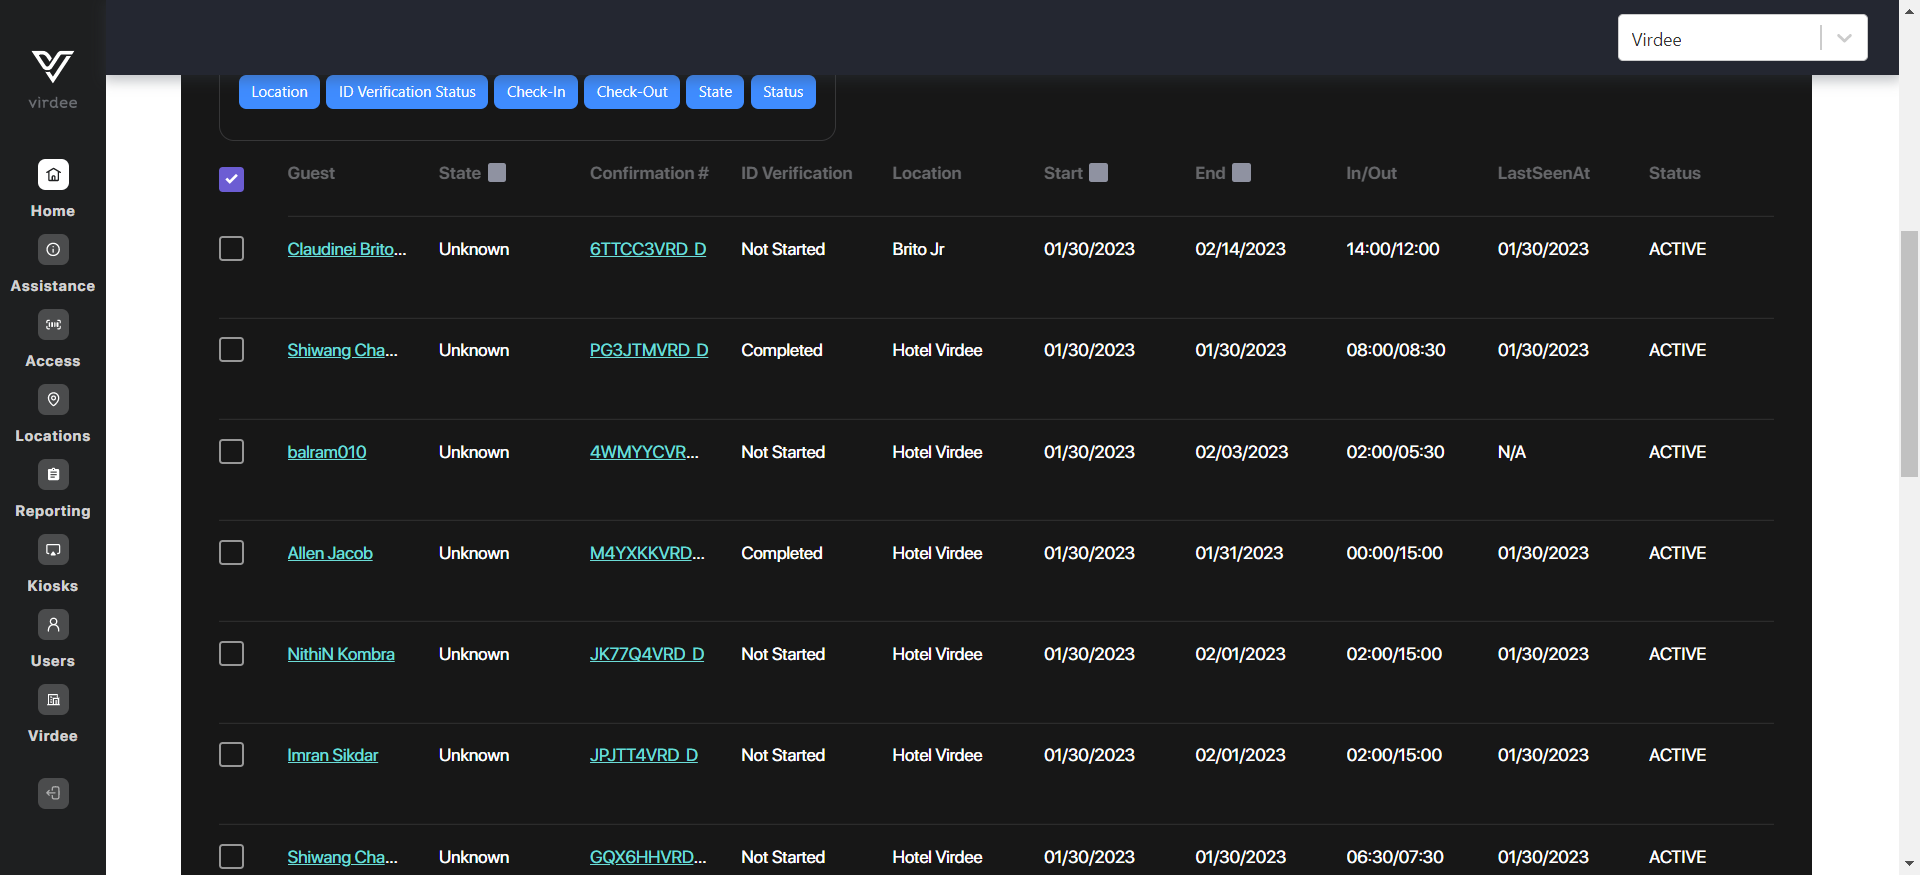 Virdee
virdee
Location ID Verification Status Check-In Check-Out State Status
Guest State Confirmation # ID Verification Location Start End In/Out LastSeenAt Status
Claudinei Brito... Unknown 6TTCC3VRD_D Not Started Brito Jr 01/30/2023 02/14/2023 14:00/12:00 01/30/2023 ACTIVE
Shiwang Cha... Unknown PG3JTMVRD_D Completed Hotel Virdee 01/30/2023 01/30/2023 08:00/08:30 01/30/2023 ACTIVE
balram010 Unknown 4WMYYCVR... Not Started Hotel Virdee 01/30/2023 02/03/2023 02:00/05:30 N/A ACTIVE
Allen Jacob Unknown M4YXKKVRD... Completed Hotel Virdee 01/30/2023 01/31/2023 00:00/15:00 01/30/2023 ACTIVE
NithiN Kombra Unknown JK77Q4VRD_D Not Started Hotel Virdee 01/30/2023 02/01/2023 02:00/15:00 01/30/2023 ACTIVE
Imran Sikdar Unknown JPJTT4VRD_D Not Started Hotel Virdee 01/30/2023 02/01/2023 02:00/15:00 01/30/2023 ACTIVE
Shiwang Cha... Unknown GQX6HHVRD... Not Started Hotel Virdee 01/30/2023 01/30/2023 06:30/07:30 01/30/2023 ACTIVE
Home
Assistance
Access
Locations
Reporting
Kiosks
Users
Virdee